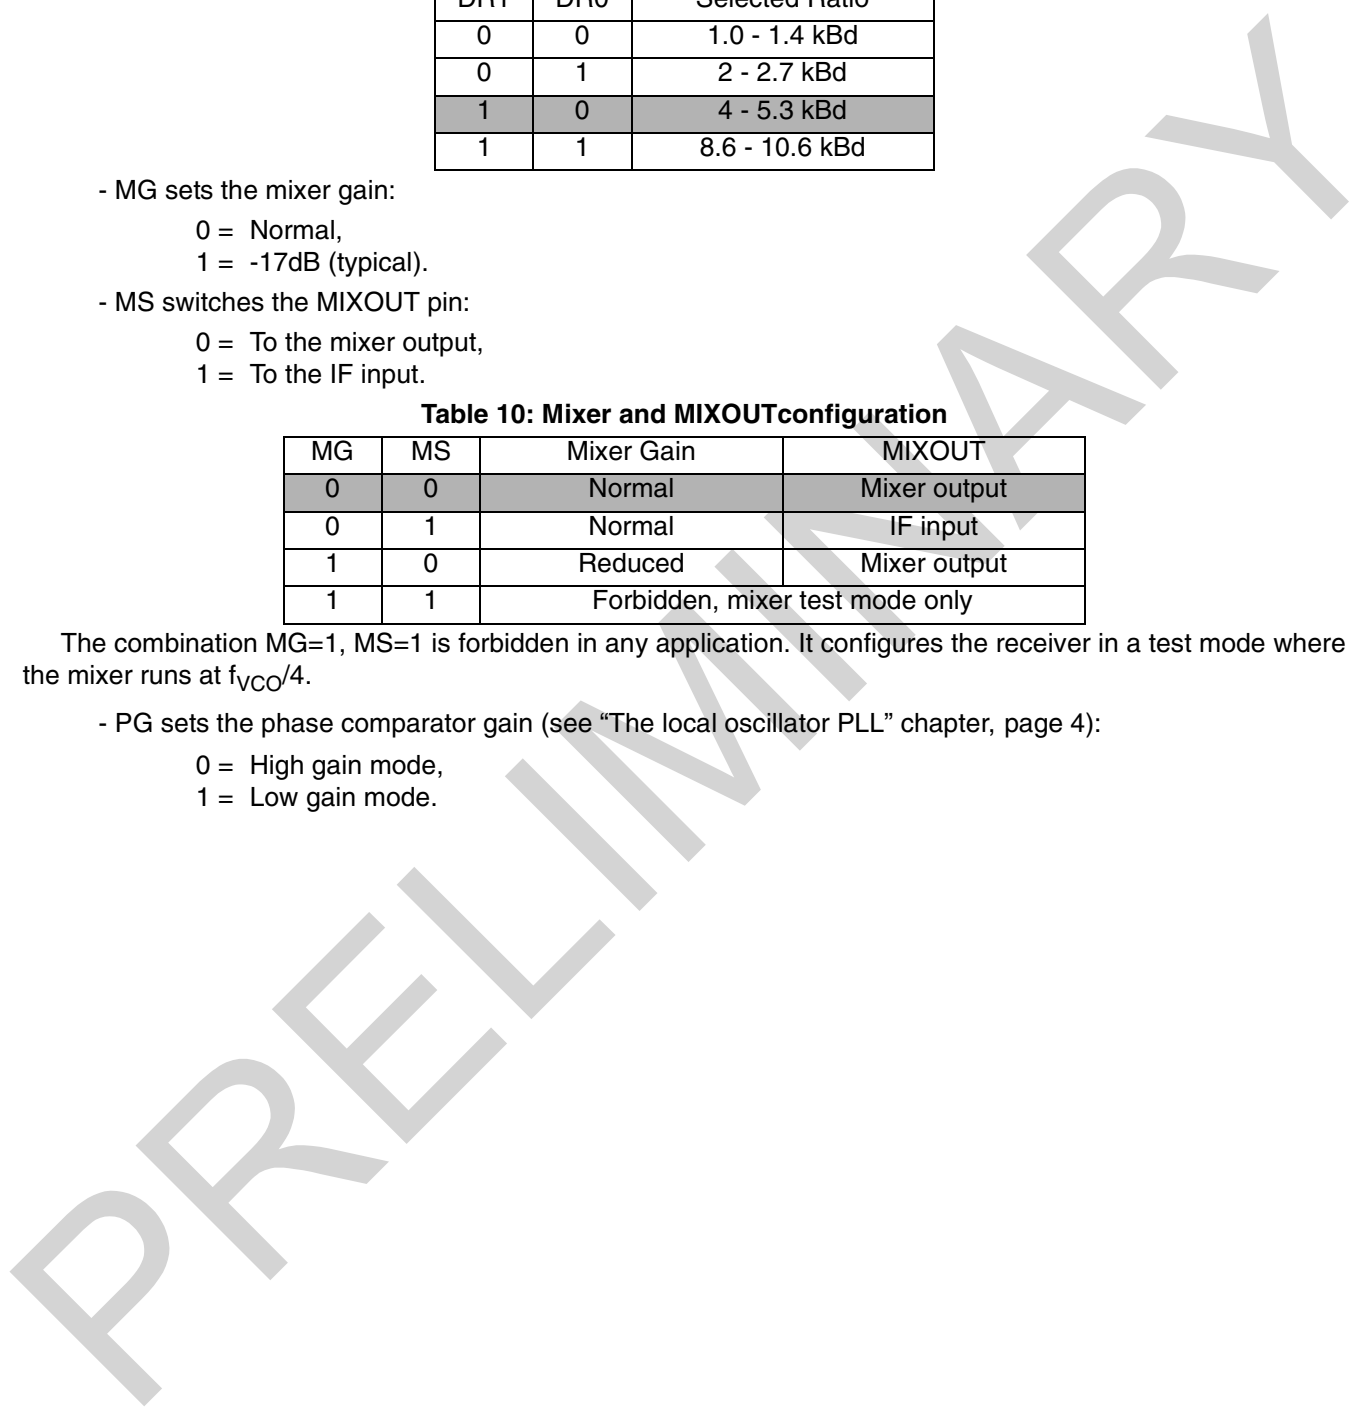 DR1 DR0 Selected Ratio
0 0 1.0 - 1.4 kBd
0 1 2 - 2.7 kBd
1 0 4 - 5.3 kBd
1 1 8.6 - 10.6 kBd
- MG sets the mixer gain:
0 = Normal,
1 = -17dB (typical).
- MS switches the MIXOUT pin:
0 = To the mixer output,
1 = To the IF input.
Table 10: Mixer and MIXOUTconfiguration
MG MS Mixer Gain MIXOUT
0 0 Normal Mixer output
0 1 Normal IF input
1 0 Reduced Mixer output
1 1 Forbidden, mixer test mode only
The combination MG=1, MS=1 is forbidden in any application. It configures the receiver in a test mode where
the mixer runs at fVCO/4.
- PG sets the phase comparator gain (see “The local oscillator PLL” chapter, page 4):
0 = High gain mode,
1 = Low gain mode.
PRELIMINARY